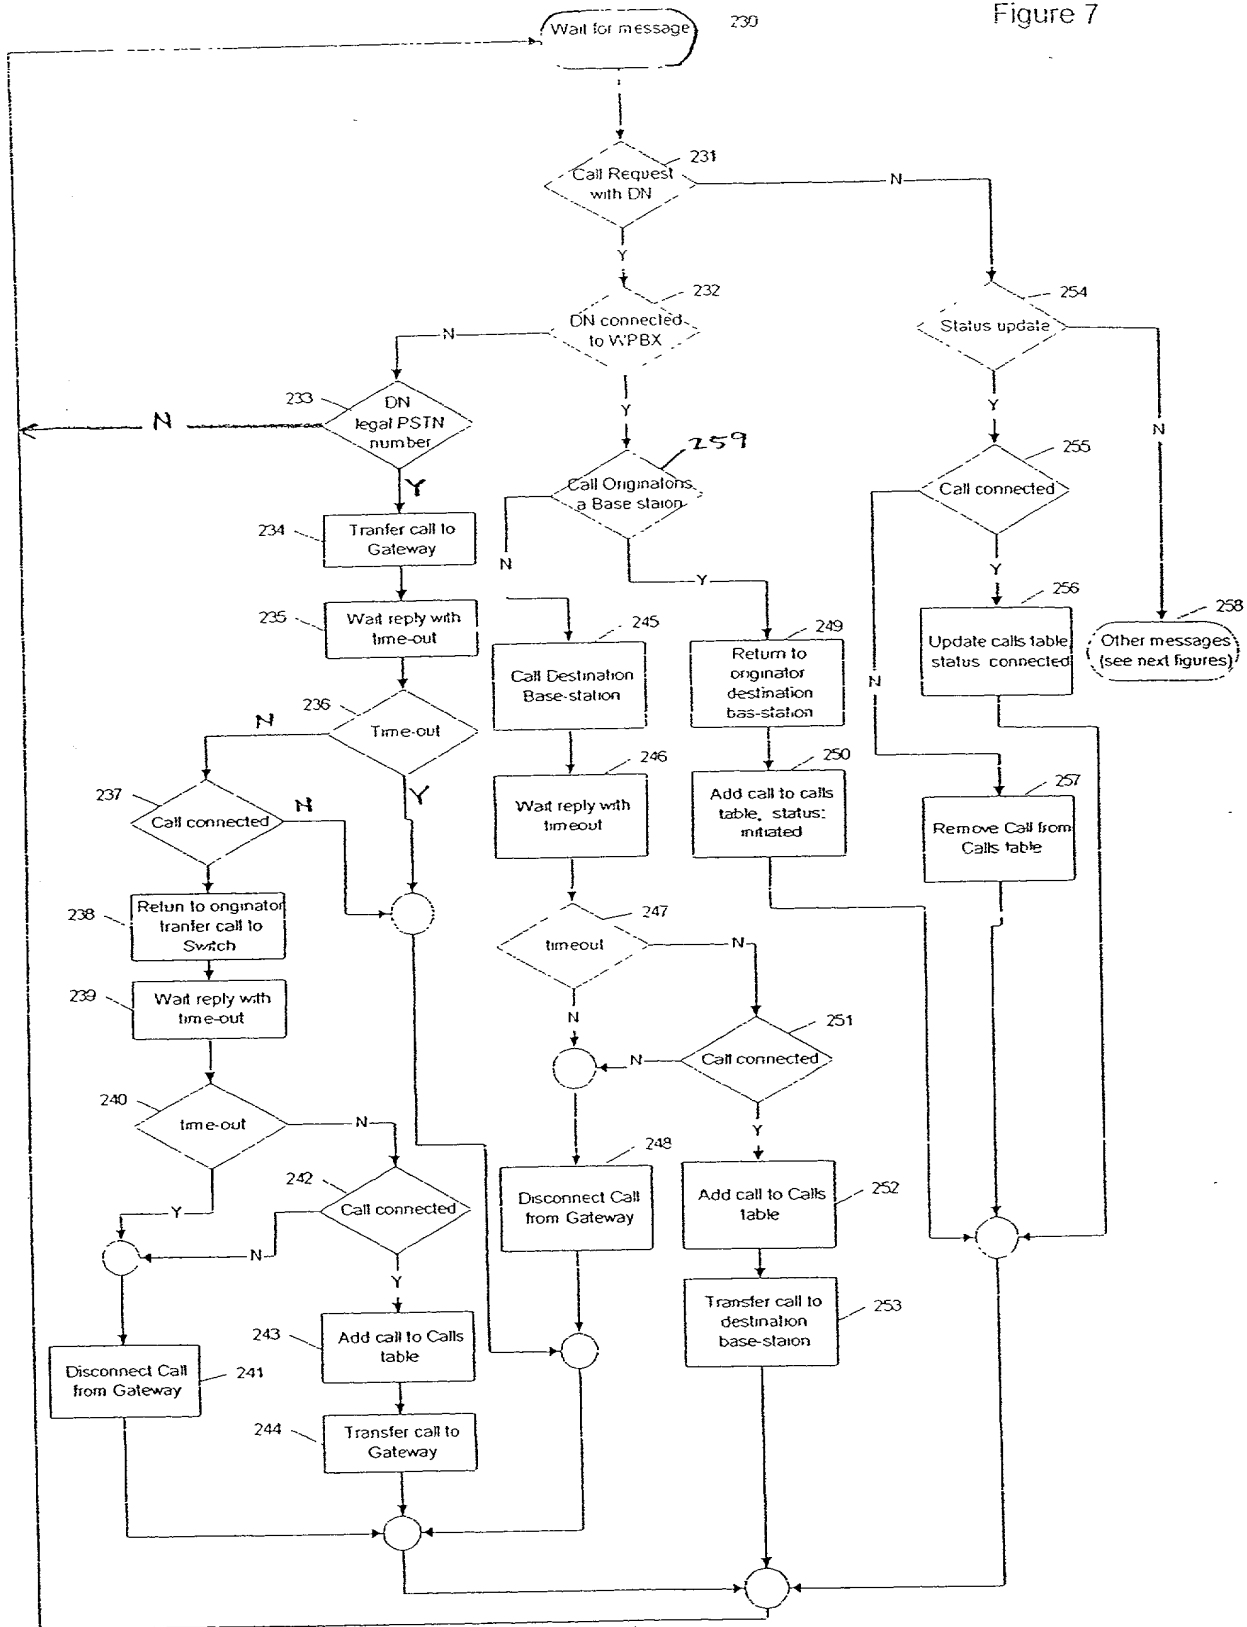 Figure 7
Wait for message
230
Call Request
with DN
231
N
Y
DN connected
to WPBX
232
N
Y
Status update
254
Y
N
DN
legal PSTN
number
233
N
Y
Call Originatons
a Base staion
259
N
Y
Call connected
255
N
Y
Tranfer call to
Gateway
234
Wait reply with
time-out
235
Time-out
236
N
Y
Call Destination
Base-station
245
Return to
originator
destination
bas-station
249
Update calls table
status connected
256
Other messages
(see next figures)
258
Wait reply with
timeout
246
Add call to calls
table, status:
initiated
250
Remove Call from
Calls table
257
Call connected
237
N
Retun to originator
tranfer call to
Switch
238
timeout
247
N
N
Wait reply with
time-out
239
Call connected
251
N
Y
time-out
240
N
Y
Call connected
242
N
Y
Disconnect Call
from Gateway
248
Add call to Calls
table
252
Transfer call to
destination
base-staion
253
Add call to Calls
table
243
Disconnect Call
from Gateway
241
Transfer call to
Gateway
244